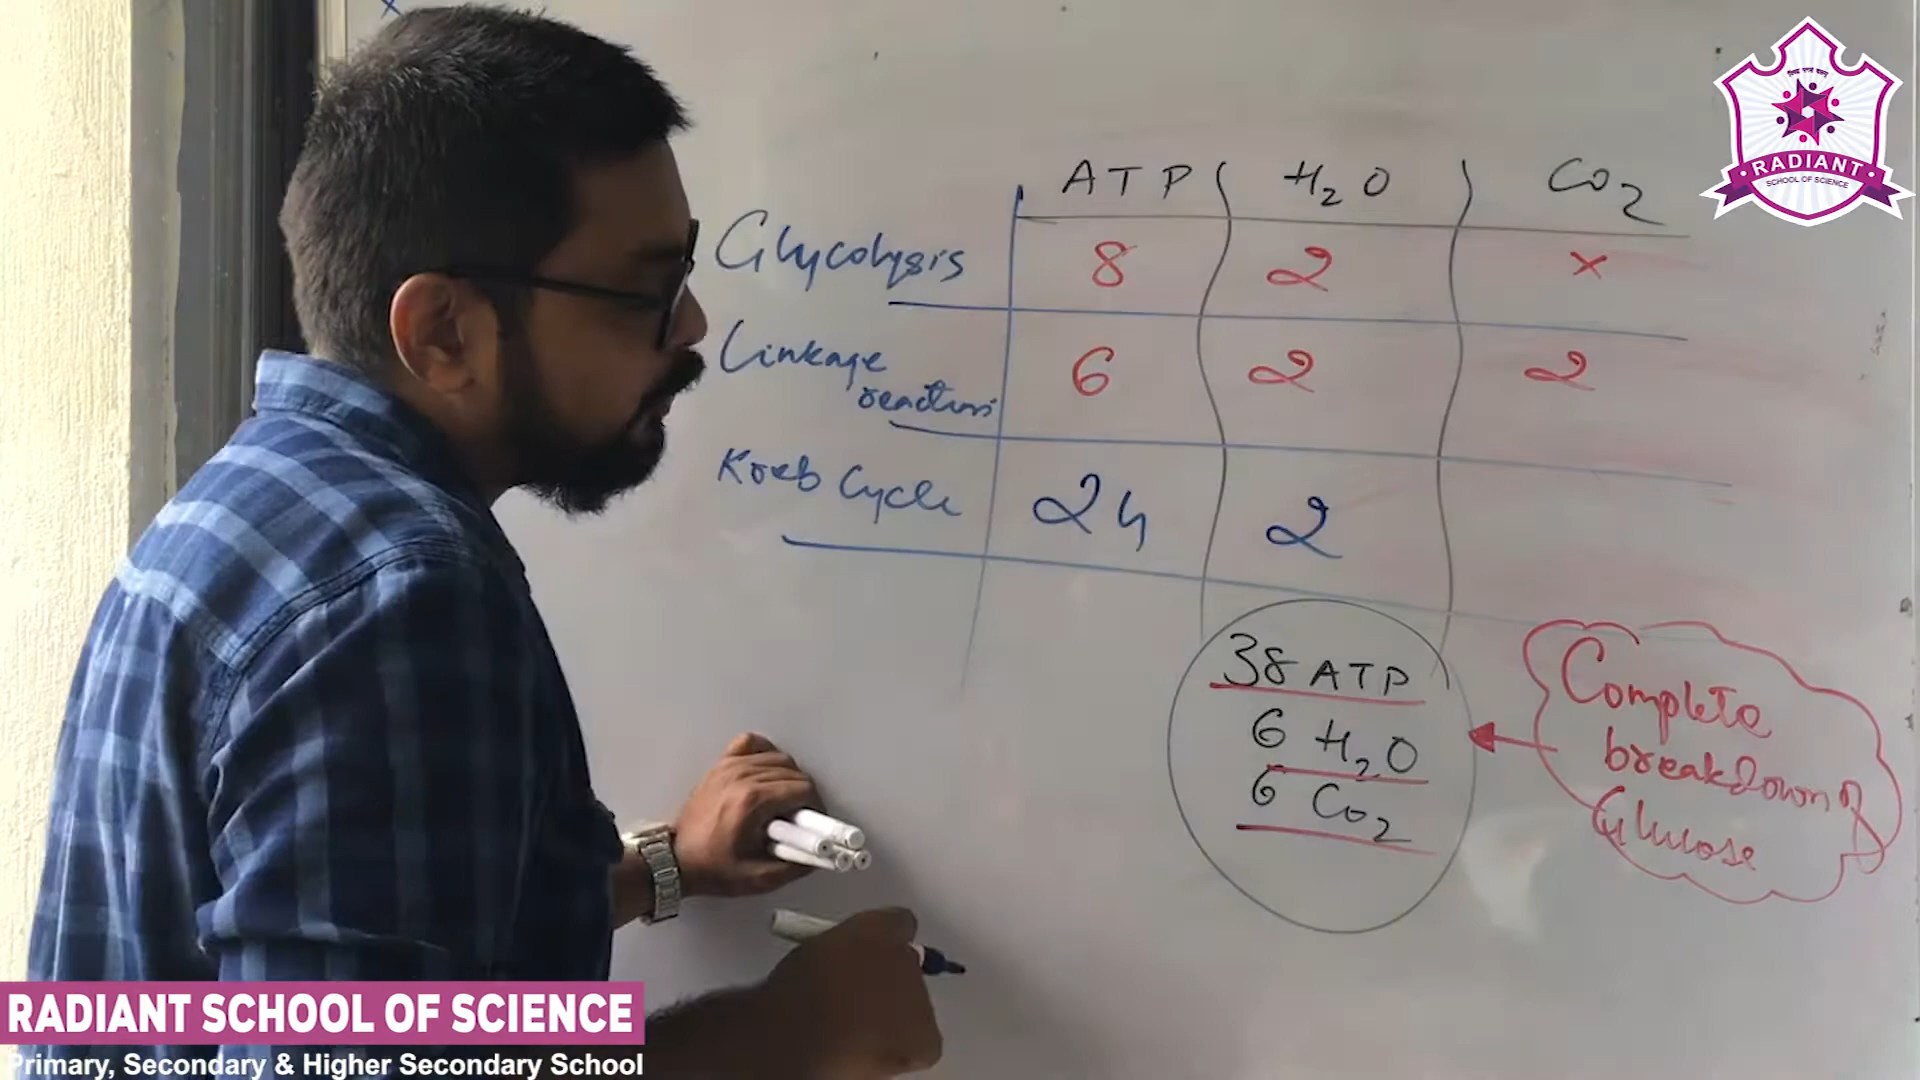 ATP H₂O CO₂
Glycolysis 8 2 ×
Linkage 6 2 2
reaction
Kreb Cycle 24 2
38 ATP
6 H₂O
6 CO₂
Complete
breakdown of
Glucose
RADIANT
SCHOOL OF SCIENCE
RADIANT SCHOOL OF SCIENCE
Primary, Secondary & Higher Secondary School